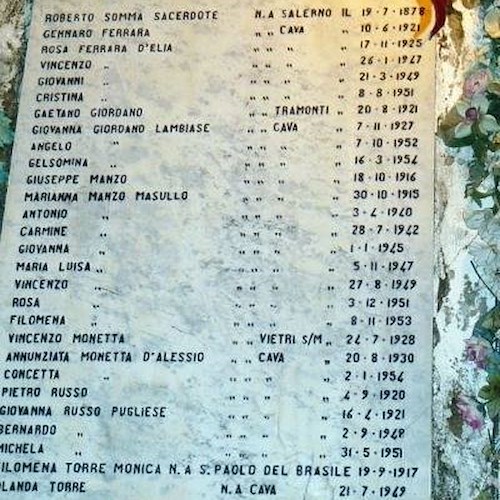 ROBERTO SOMMA SACERDOTE N.A SALERNO IL 19·7·1878
GENNARO FERRARA " " CAVA " 10·6·1921
ROSA FERRARA D'ELIA " " " " 17·11·1925
VINCENZO " " " " " 26·1·1947
GIOVANNI " " " " " 21·3·1949
CRISTINA " " " " " 8·8·1951
GAETANO GIORDANO " " TRAMONTI " 20·8·1921
GIOVANNA GIORDANO LAMBIASE " " CAVA " 7·11·1927
ANGELO " " " " " 7·10·1952
GELSOMINA " " " " " 16·3·1954
GIUSEPPE MANZO " " " " 18·10·1916
MARIANNA MANZO MASULLO " " " " 30·10·1915
ANTONIO " " " " " 3·4·1940
CARMINE " " " " " 28·7·1942
GIOVANNA " " " " " 1·1·1945
MARIA LUISA " " " " " 5·11·1947
VINCENZO " " " " " 27·8·1949
ROSA " " " " " 3·12·1951
FILOMENA " " " " " 8·11·1953
VINCENZO MONETTA " " VIETRI S/M " 24·7·1928
ANNUNZIATA MONETTA D'ALESSIO " " CAVA " 20·8·1930
CONCETTA " " " " " 2·1·1954
PIETRO RUSSO " " " " 4·9·1920
GIOVANNA RUSSO PUGLIESE " " " " 16·4·1921
BERNARDO " " " " " 2·9·1948
MICHELA " " " " " 31·5·1951
FILOMENA TORRE MONICA N.A S. PAOLO DEL BRASILE 19·9·1917
OLANDA TORRE N.A CAVA " 21·7·1949